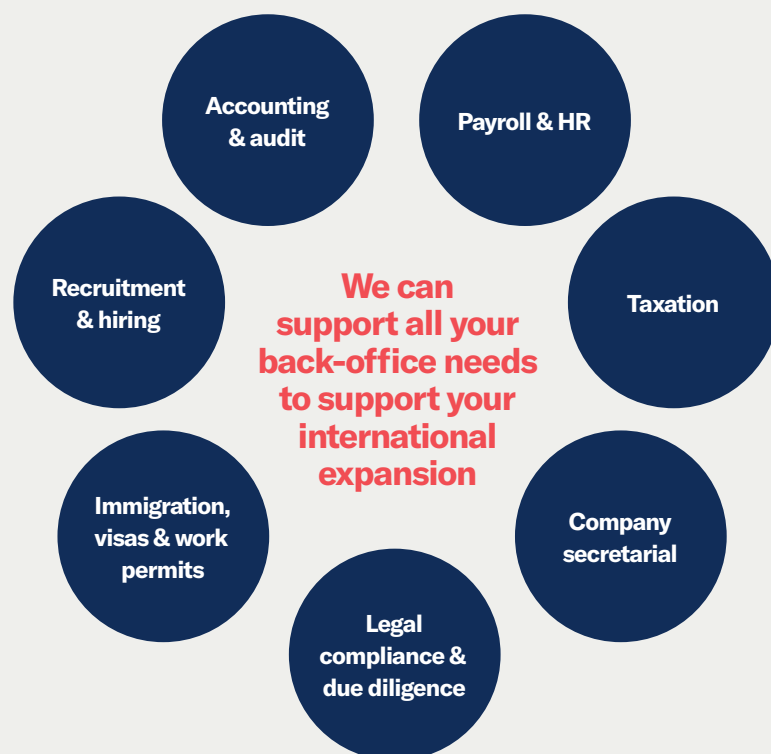 Accounting
& audit
Payroll & HR
Recruitment
& hiring
We can
support all your
back-office needs
to support your
international
expansion
Taxation
Immigration,
visas & work
permits
Company
secretarial
Legal
compliance &
due diligence